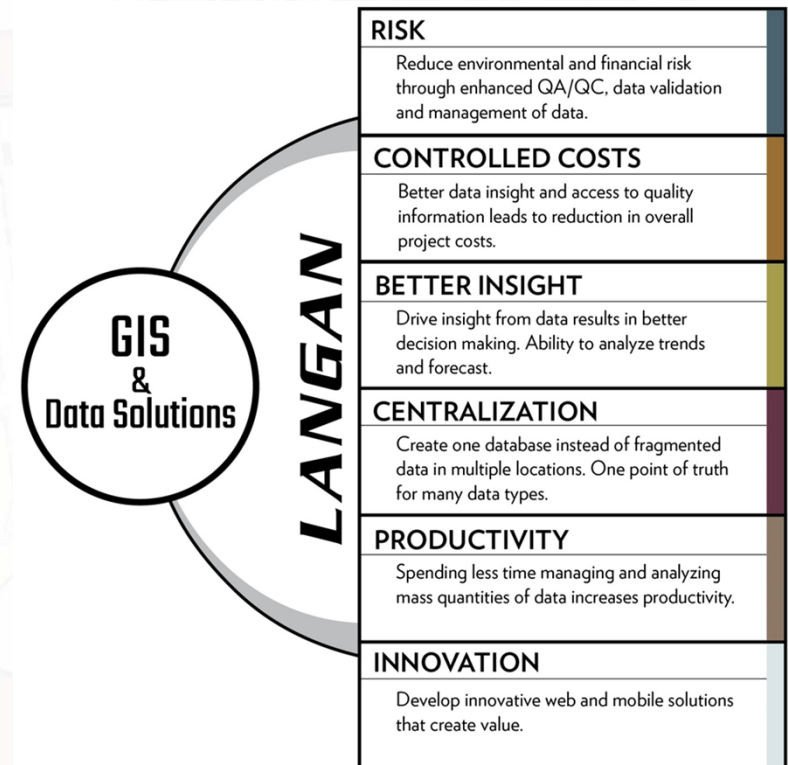 GIS
&
Data Solutions
LANGAN
RISK
Reduce environmental and financial risk
through enhanced QA/QC, data validation
and management of data.
CONTROLLED COSTS
Better data insight and access to quality
information leads to reduction in overall
project costs.
BETTER INSIGHT
Drive insight from data results in better
decision making. Ability to analyze trends
and forecast.
CENTRALIZATION
Create one database instead of fragmented
data in multiple locations. One point of truth
for many data types.
PRODUCTIVITY
Spending less time managing and analyzing
mass quantities of data increases productivity.
INNOVATION
Develop innovative web and mobile solutions
that create value.